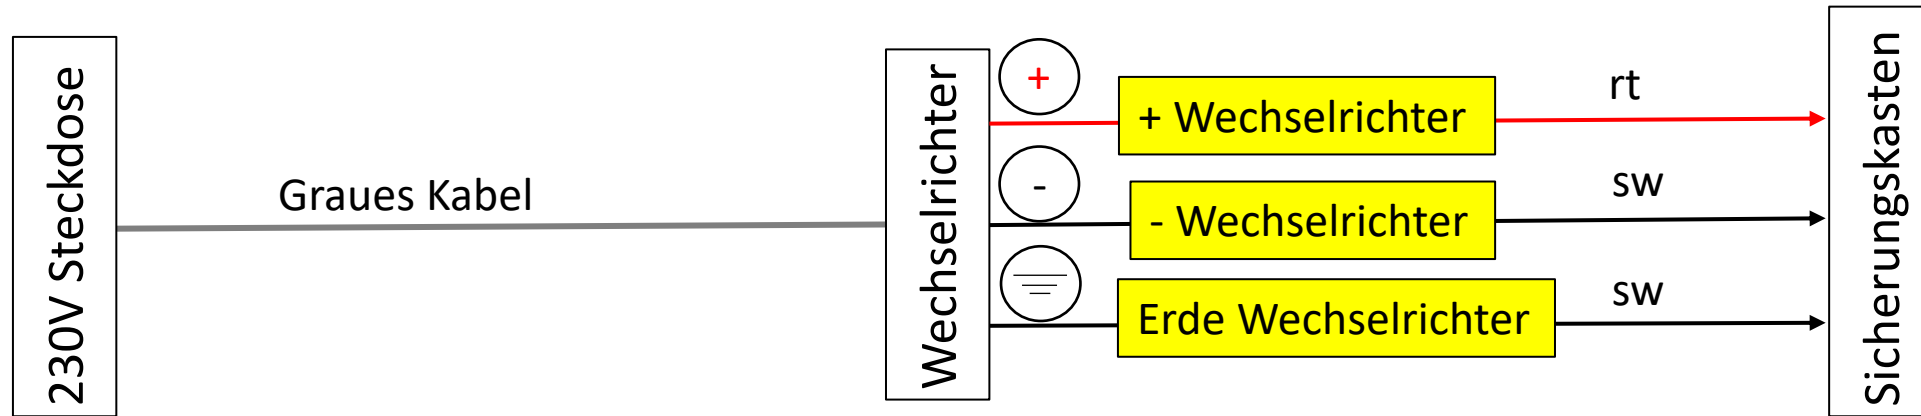 230V Steckdose
Graues Kabel
Wechselrichter
+
+ Wechselrichter
rt
-
- Wechselrichter
sw
Erde Wechselrichter
sw
Sicherungskasten